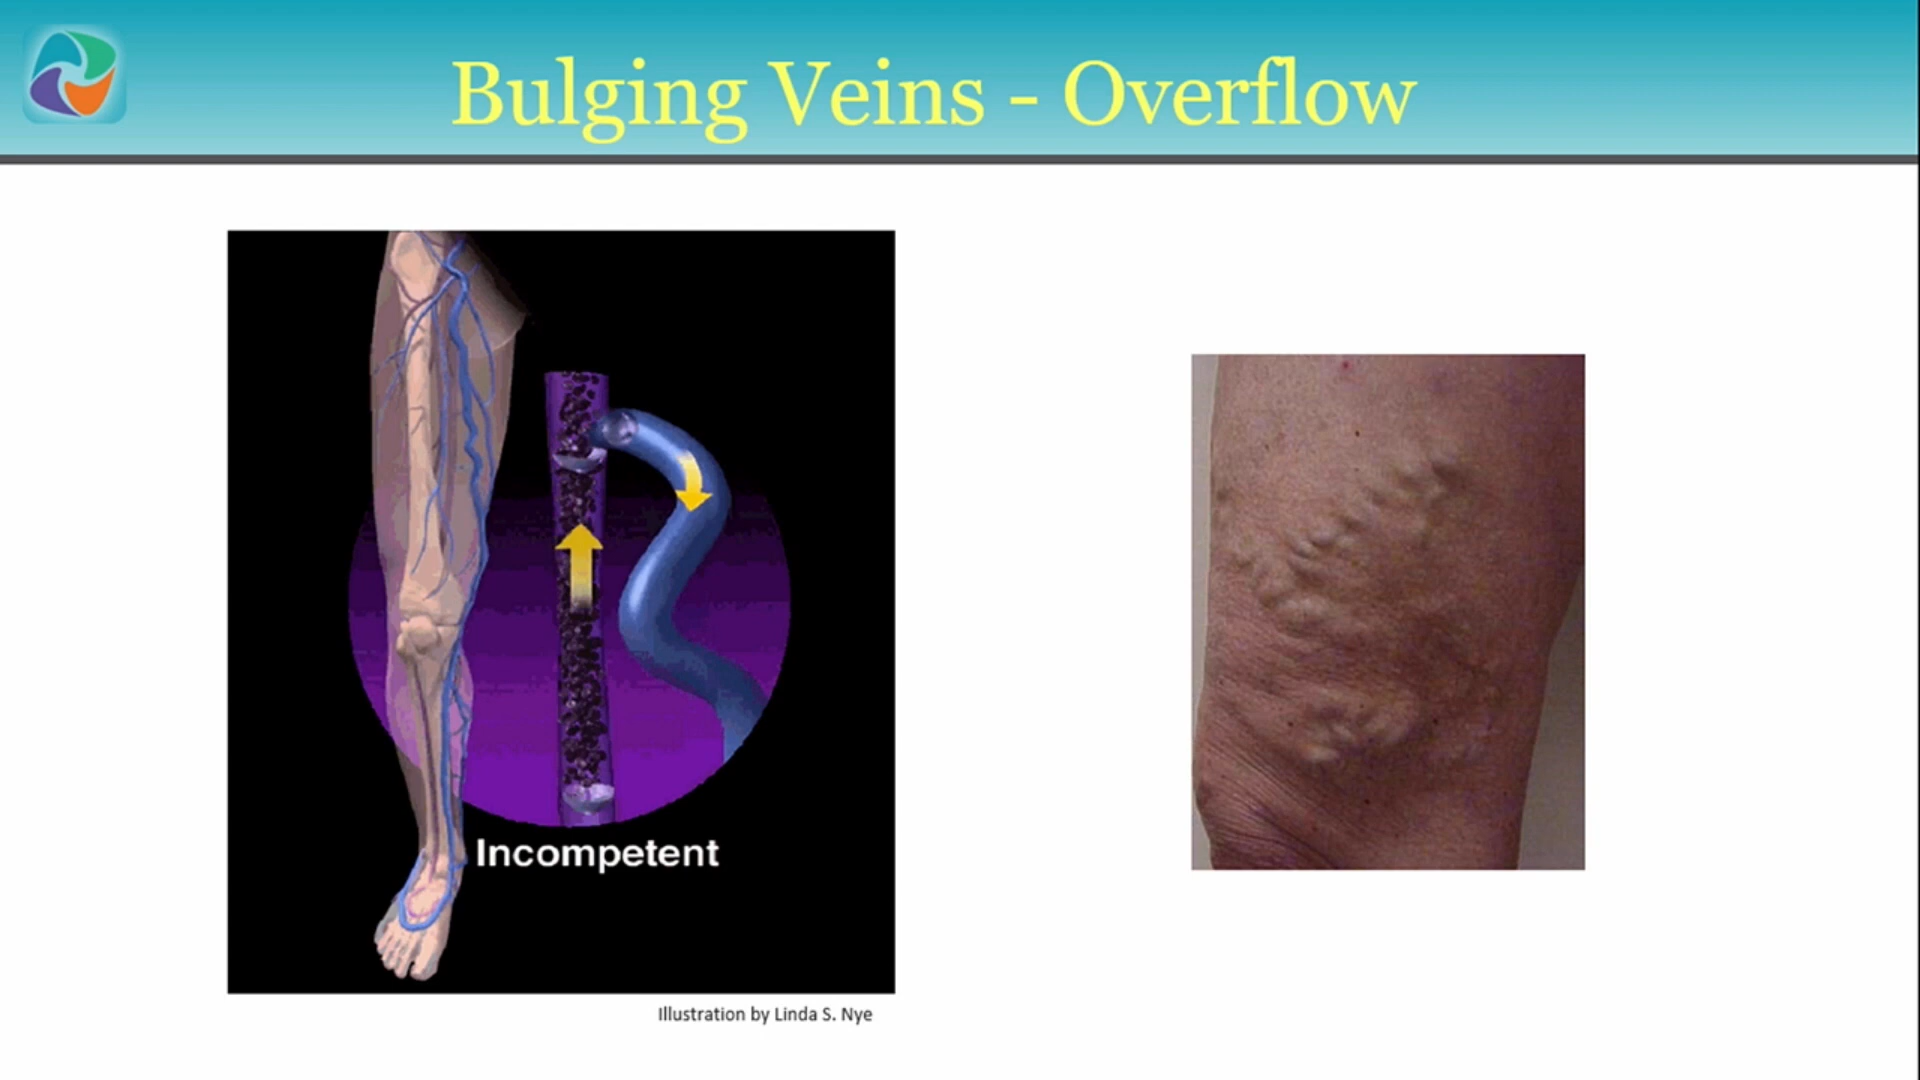 Bulging Veins - Overflow
Incompetent
Illustration by Linda S. Nye